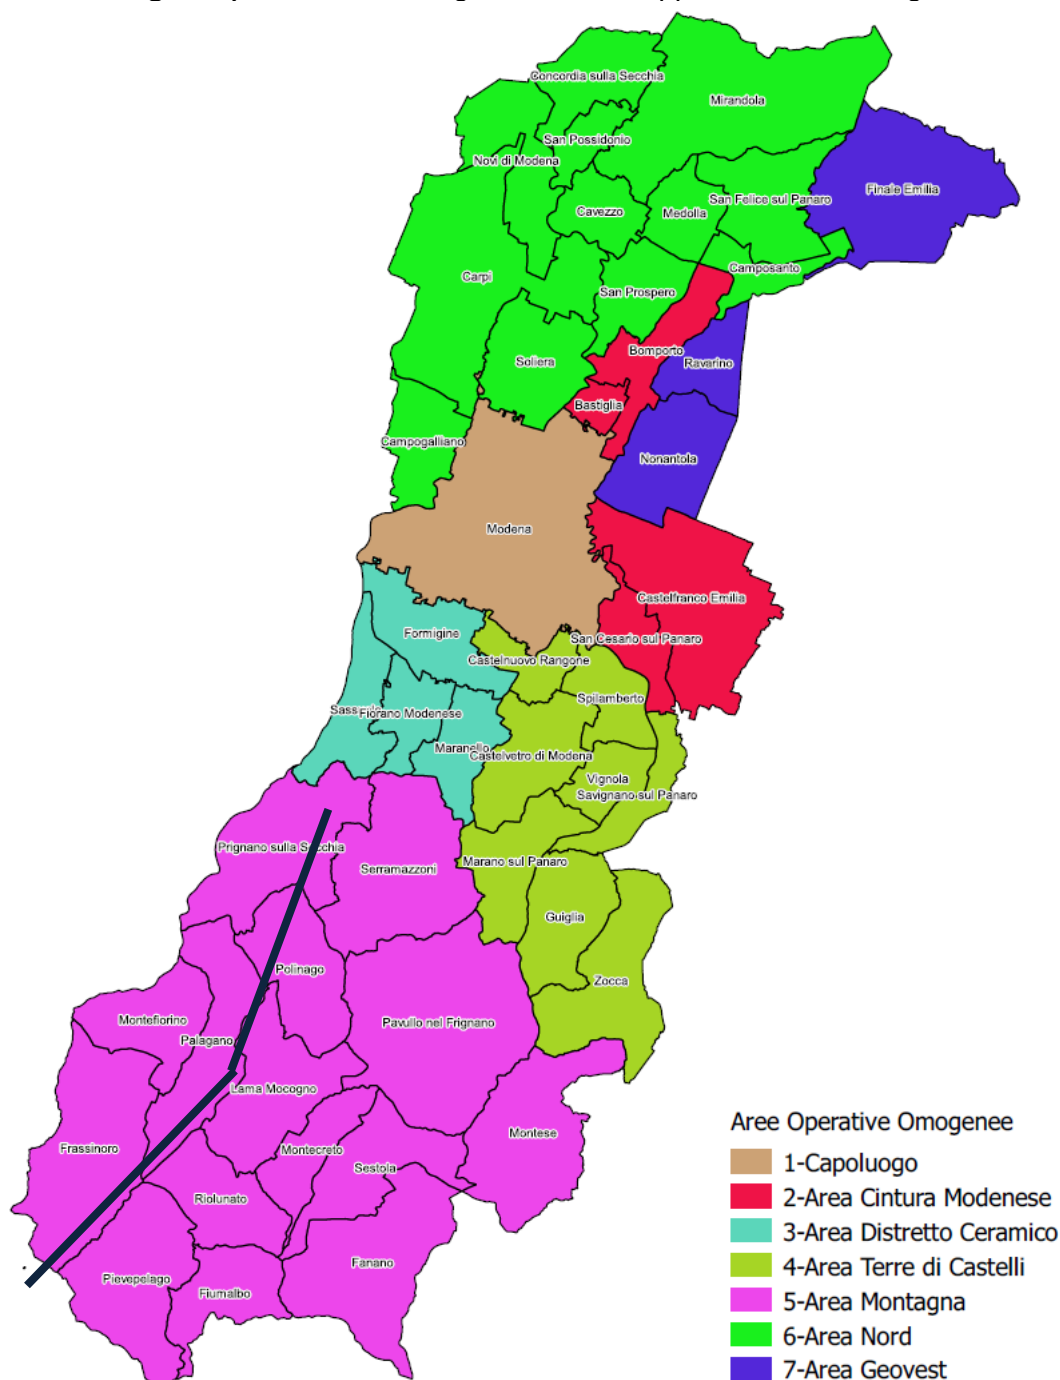 Concordia sulla Secchia
Mirandola
San Possidonio
Novi di Modena
Finale Emilia
San Felice sul Panaro
Cavezzo
Medolla
Camposanto
Carpi
San Prospero
Bomporto
Soliera
Ravarino
Bastiglia
Campogalliano
Nonantola
Modena
Castelfranco Emilia
Formigine
San Cesario sul Panaro
Castelnuovo Rangone
Spilamberto
Fiorano Modenese
Maranello
Castelvetro di Modena
Vignola
Savignano sul Panaro
Prignano sulla Secchia
Marano sul Panaro
Serramazzoni
Guiglia
Polinago
Zocca
Montefiorino
Pavullo nel Frignano
Palagano
Lama Mocogno
Montese
Frassinoro
Montecreto
Sestola
Riolunato
Fanano
Pievepelago
Fiumalbo
Aree Operative Omogenee
1-Capoluogo
2-Area Cintura Modenese
3-Area Distretto Ceramico
4-Area Terre di Castelli
5-Area Montagna
6-Area Nord
7-Area Geovest